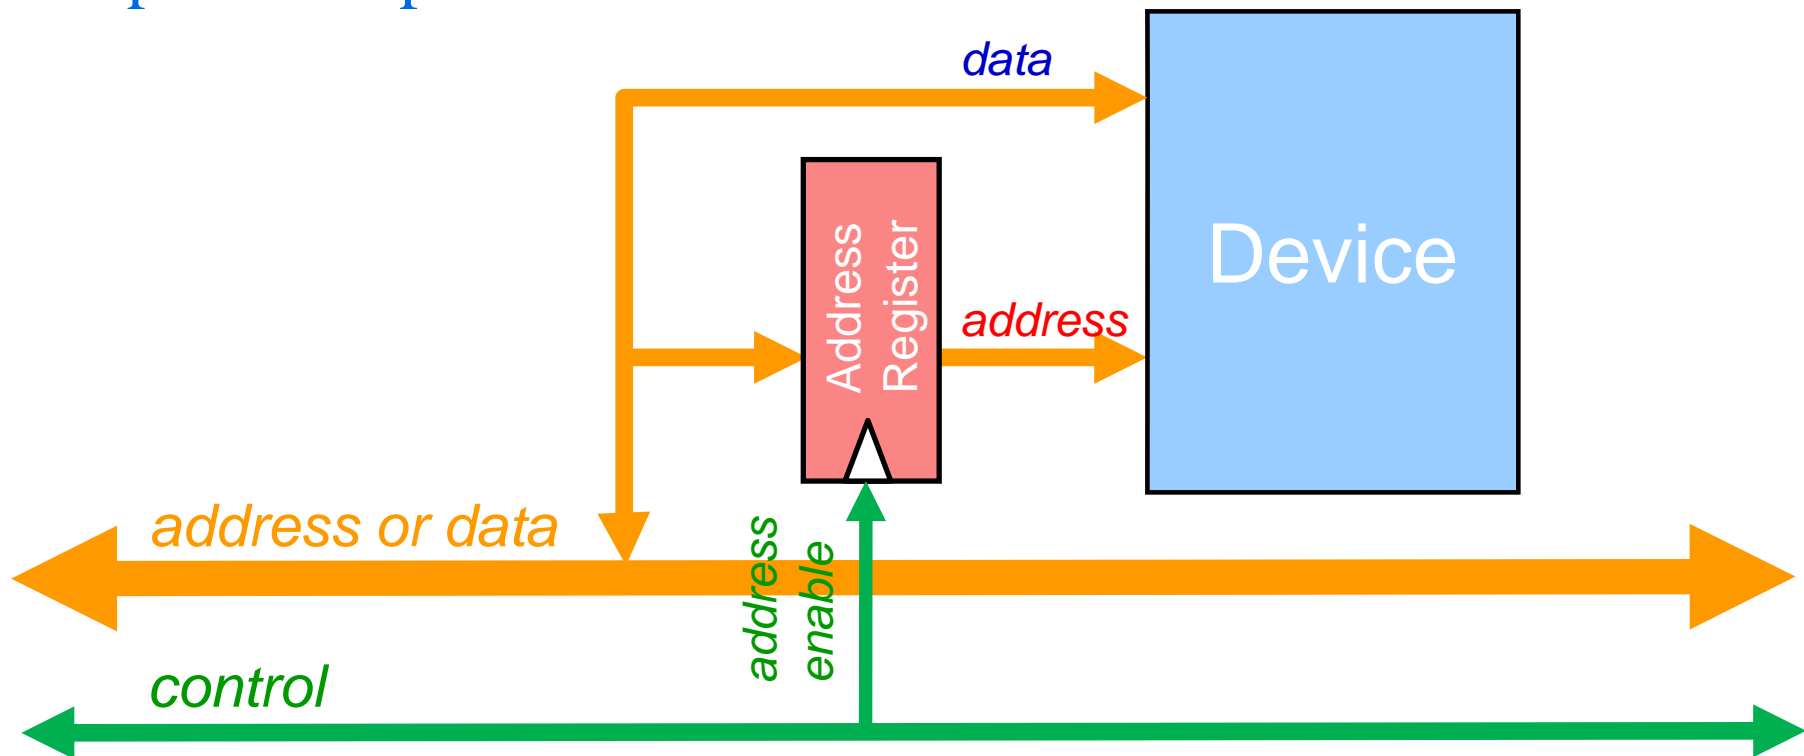 data
Address
Register
Device
address
address or data
address
enable
control